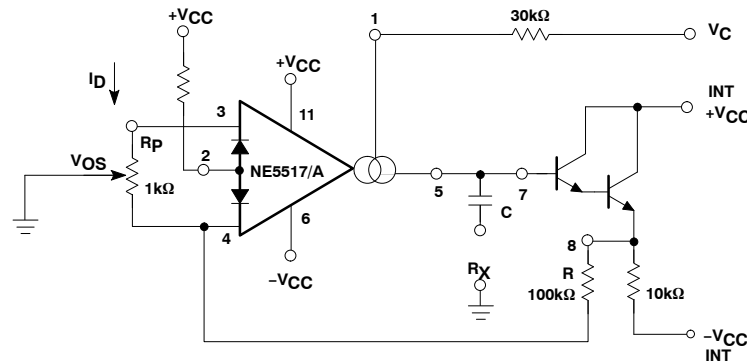 +VCC
1
30kΩ
VC
ID
+VCC
INT
+VCC
3
11
RP
VOS
2
NE5517/A
1kΩ
5
7
C
4
6
8
−VCC
RX
R
100kΩ
10kΩ
−VCC
INT